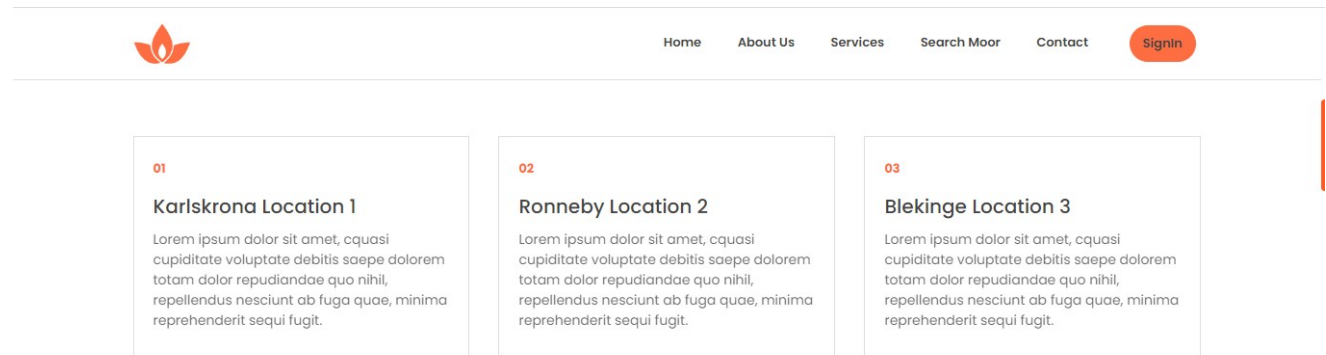 Home About Us Services Search Moor Contact SignIn
01
Karlskrona Location 1
Lorem ipsum dolor sit amet, cquasi
cupiditate voluptate debitis saepe dolorem
totam dolor repudiandae quo nihil,
repellendus nesciunt ab fuga quae, minima
reprehenderit sequi fugit.
02
Ronneby Location 2
Lorem ipsum dolor sit amet, cquasi
cupiditate voluptate debitis saepe dolorem
totam dolor repudiandae quo nihil,
repellendus nesciunt ab fuga quae, minima
reprehenderit sequi fugit.
03
Blekinge Location 3
Lorem ipsum dolor sit amet, cquasi
cupiditate voluptate debitis saepe dolorem
totam dolor repudiandae quo nihil,
repellendus nesciunt ab fuga quae, minima
reprehenderit sequi fugit.